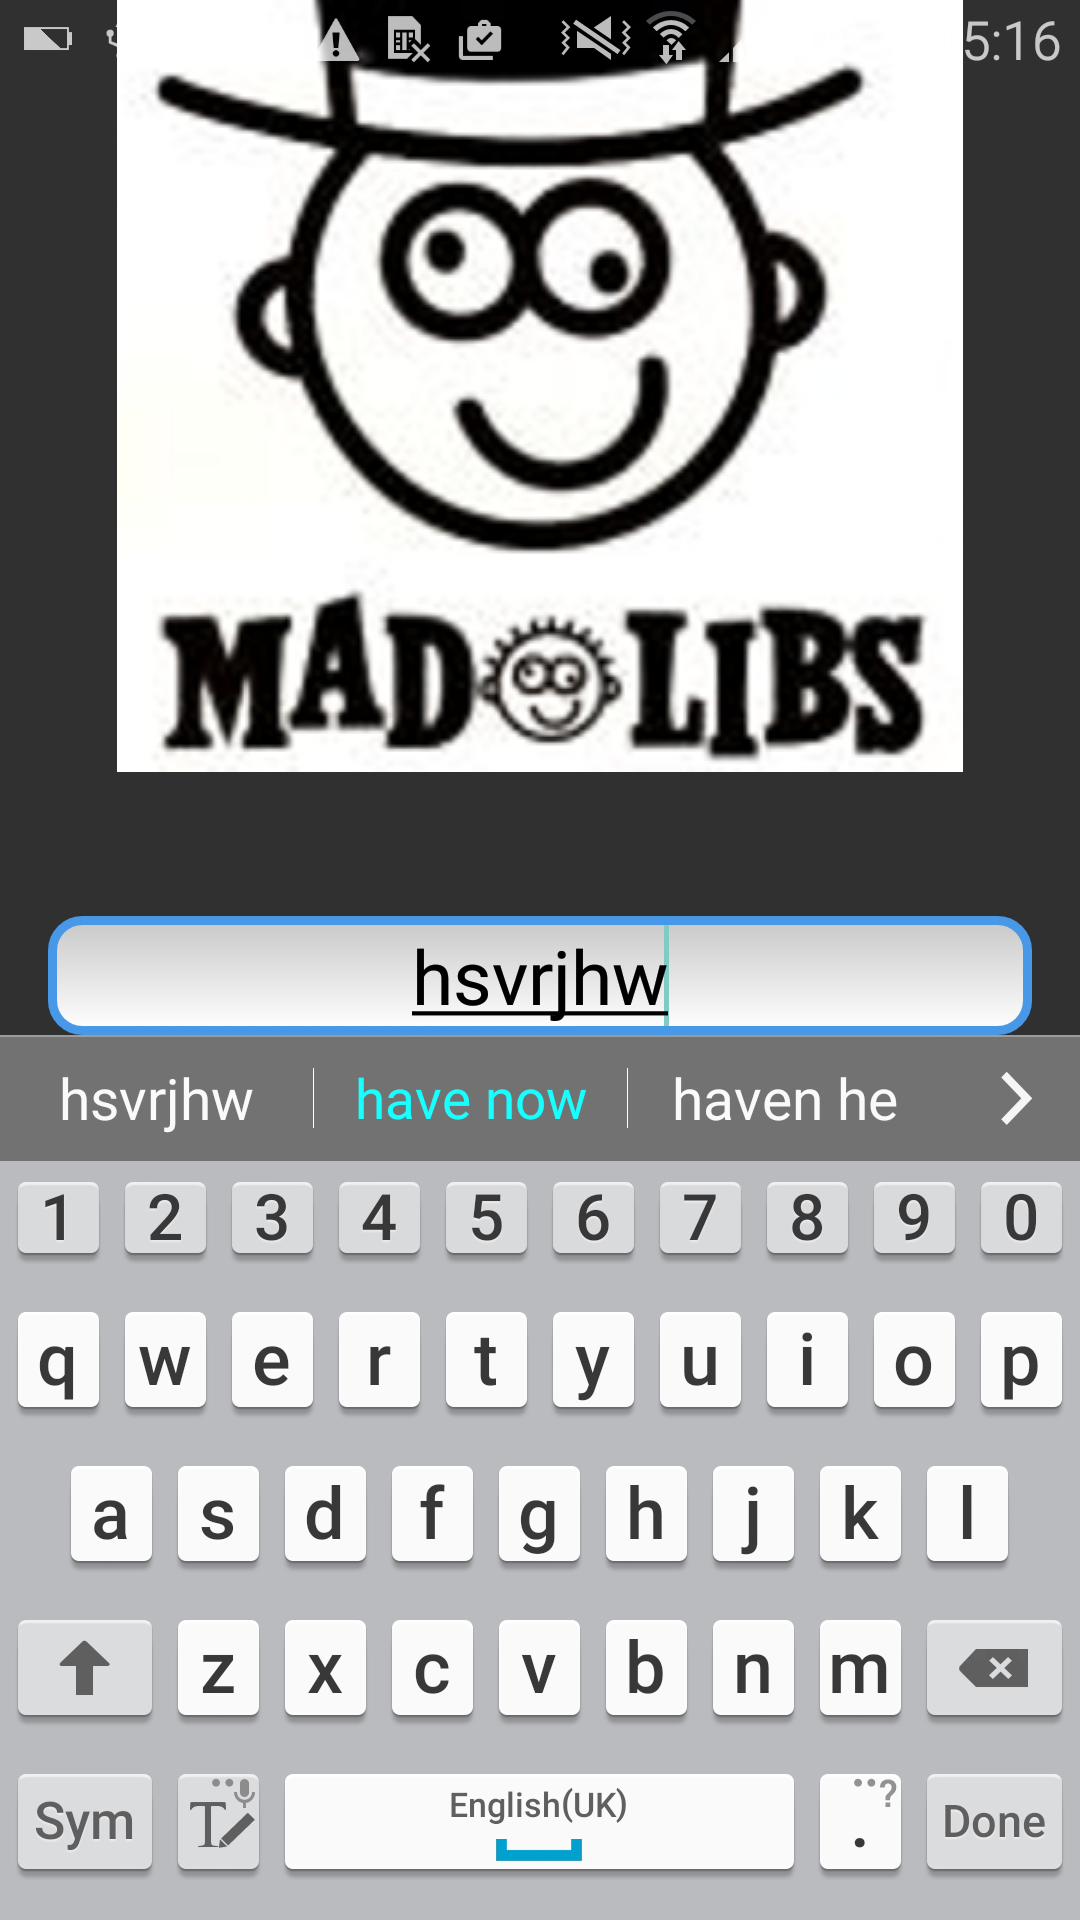 5:16
MAD LIBS
hsvrjhw
hsvrjhw have now haven he
1 2 3 4 5 6 7 8 9 0
q w e r t y u i o p
a s d f g h j k l
z x c v b n m
Sym T English(UK) . ? Done